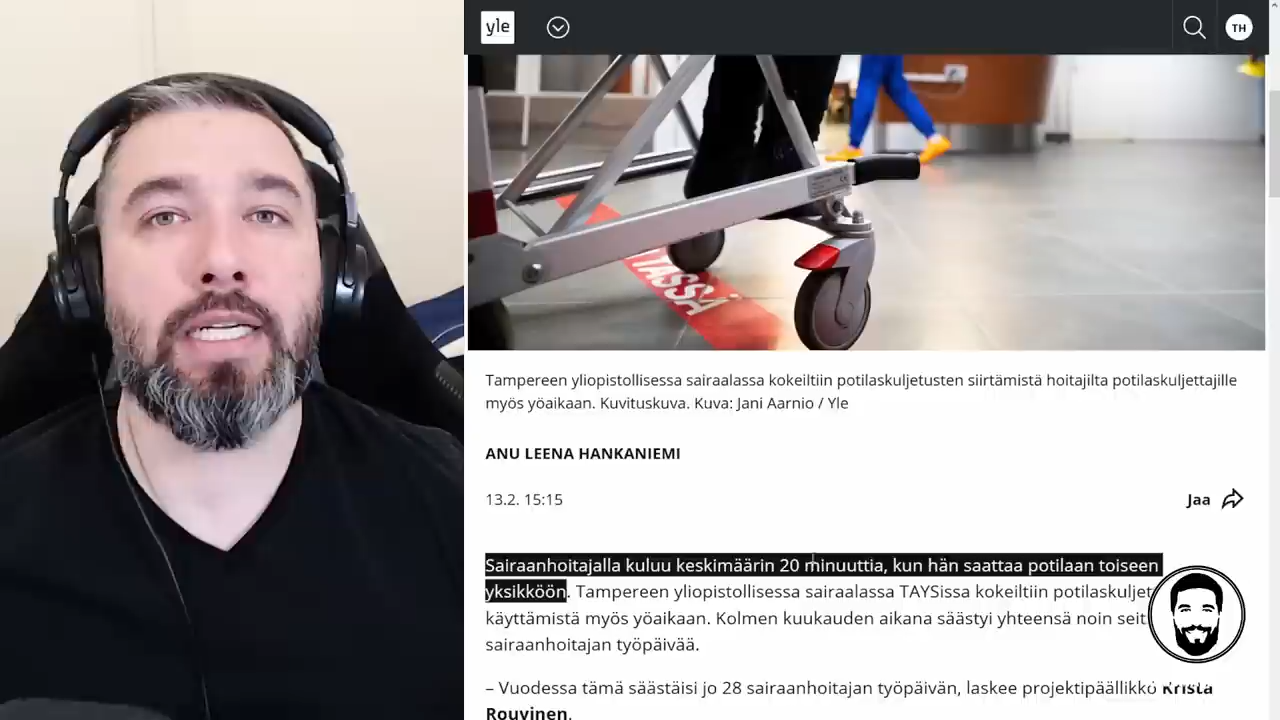 yle
TH
TÄSSÄ
Tampereen yliopistollisessa sairaalassa kokeiltiin potilaskuljetusten siirtämistä hoitajilta potilaskuljettajille
myös yöaikaan. Kuvituskuva. Kuva: Jani Aarnio / Yle
ANU LEENA HANKANIEMI
13.2. 15:15
Jaa
Sairaanhoitajalla kuluu keskimäärin 20 minuuttia, kun hän saattaa potilaan toiseen
yksikköön. Tampereen yliopistollisessa sairaalassa TAYSissa kokeiltiin potilaskuljet
käyttämistä myös yöaikaan. Kolmen kuukauden aikana säästyi yhteensä noin seit
sairaanhoitajan työpäivää.
– Vuodessa tämä säästäisi jo 28 sairaanhoitajan työpäivän, laskee projektipäällikkö Krista
Rouvinen.